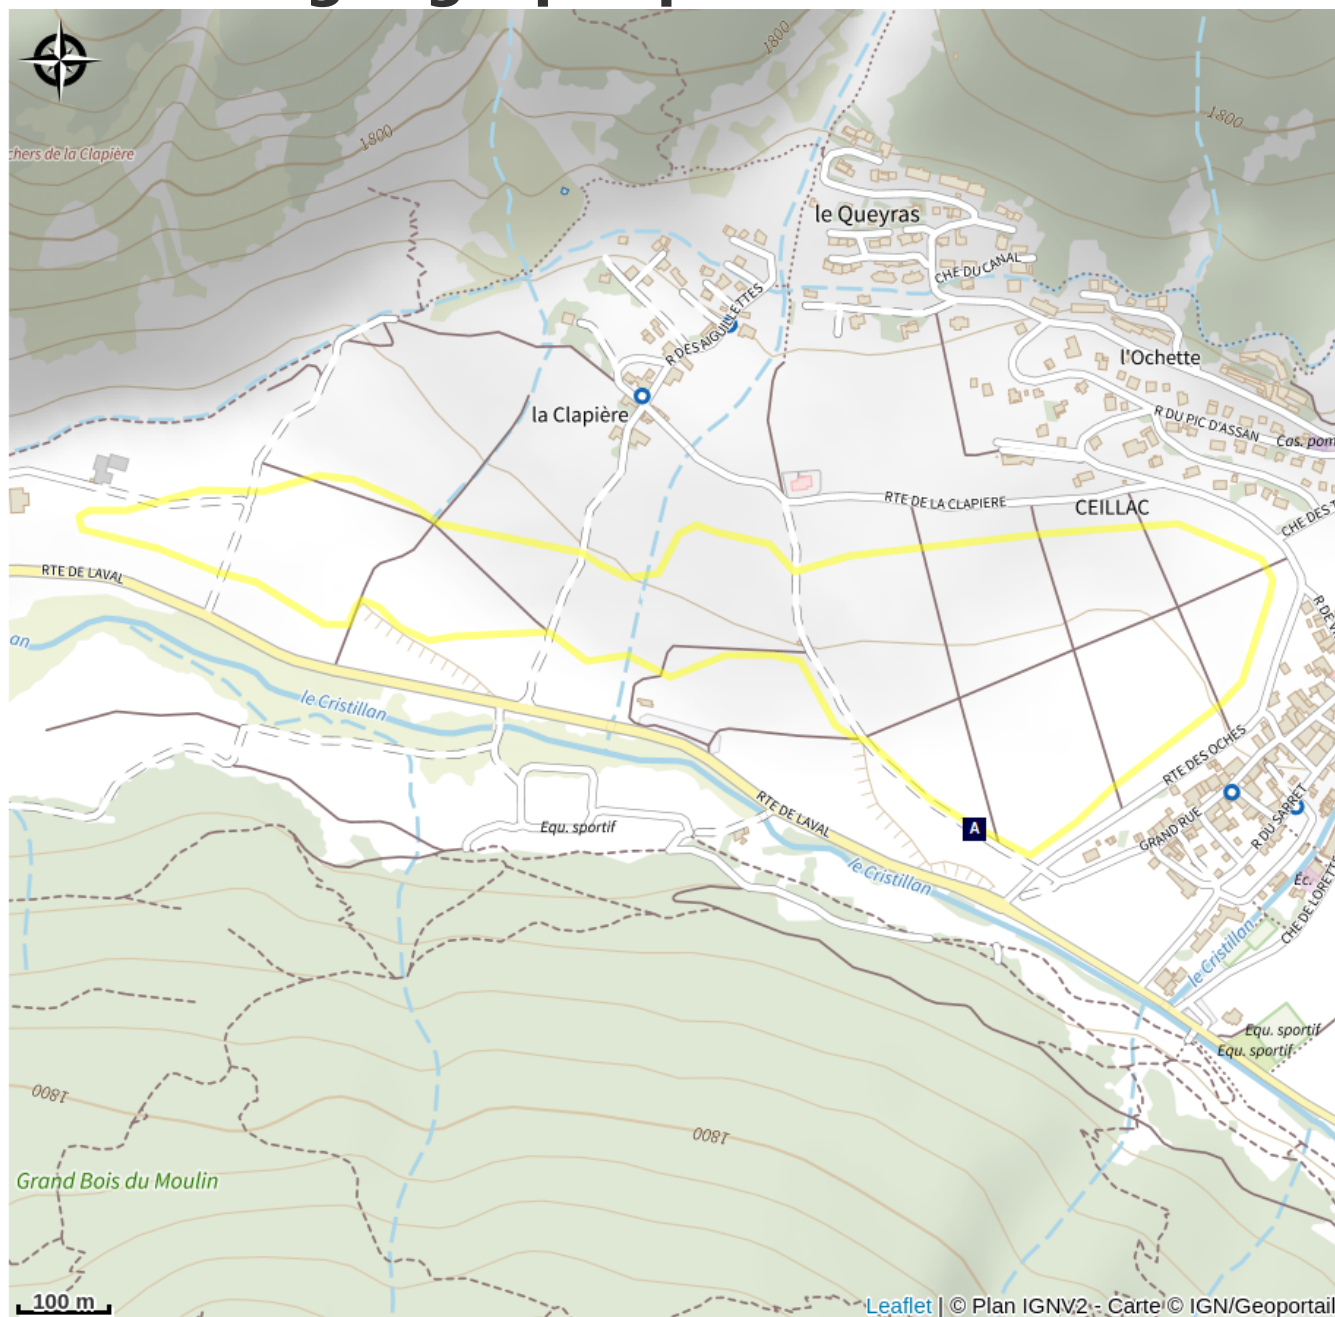 1800
1800
1800
chers de la Clapière
le Queyras
CHE DU CANAL
R DES AIGUILLETTES
l'Ochette
la Clapière
R DU PIC D'ASSAN
Cas. pom
RTE DE LA CLAPIERE
CEILLAC
CHE DES T
RTE DE LAVAL
R DE V
an
le Cristillan
RTE DES OCHES
RTE DE LAVAL
Equ. sportif
A
GRAND RUE
R DU SARRET
le Cristillan
Ec.
CHE DE LORETTE
le Cristillan
Equ. sportif
Equ. sportif
1800
1800
Grand Bois du Moulin
100 m
Leaflet | © Plan IGNV2 - Carte © IGN/Geoportail